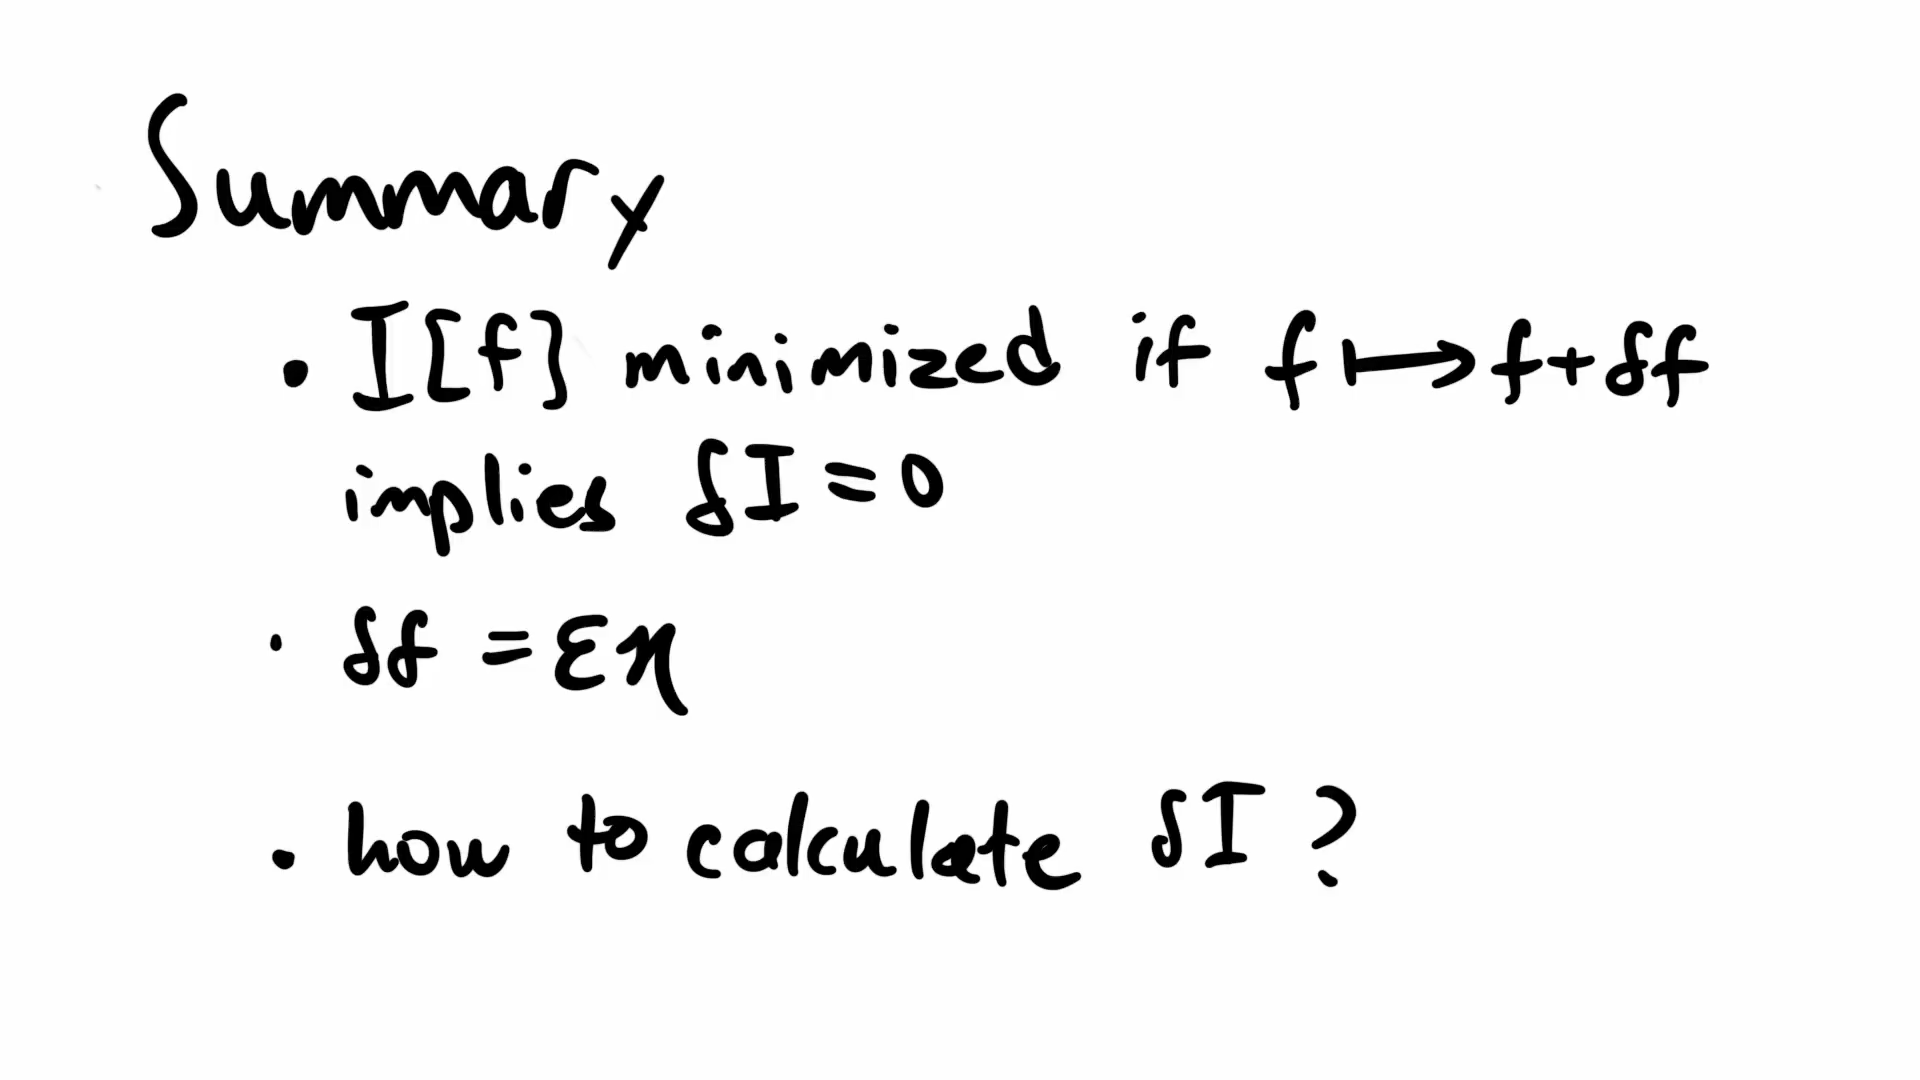 Summary
• I[f] minimized if f ↦ f+δf
implies δI = 0
• δf = εη
• how to calculate δI ?